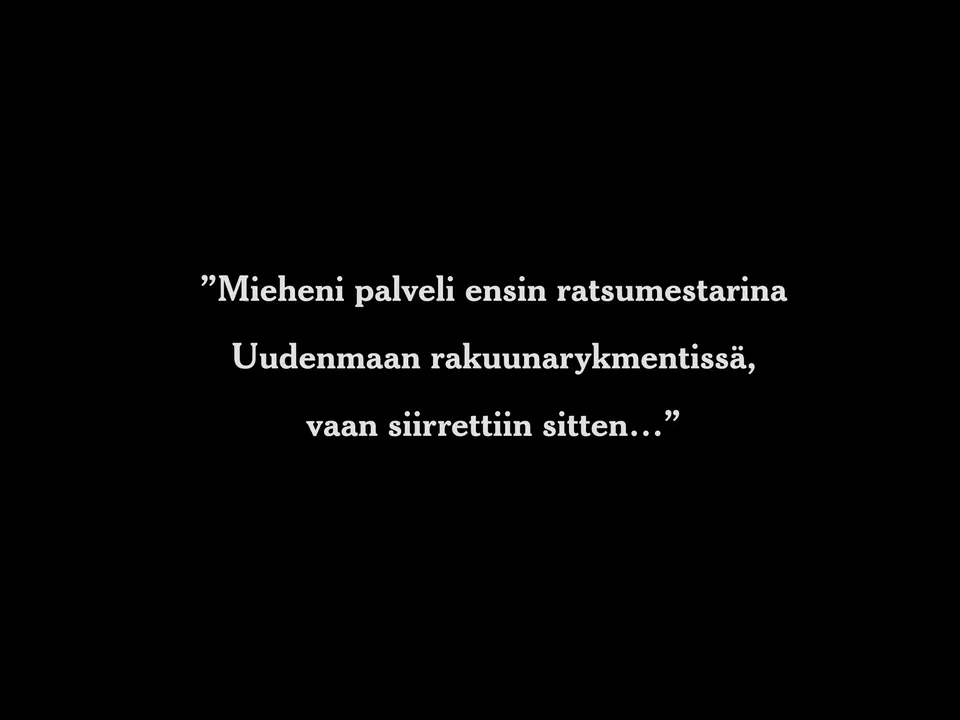 ”Mieheni palveli ensin ratsumestarina
Uudenmaan rakuunarykmentissä,
vaan siirrettiin sitten...”